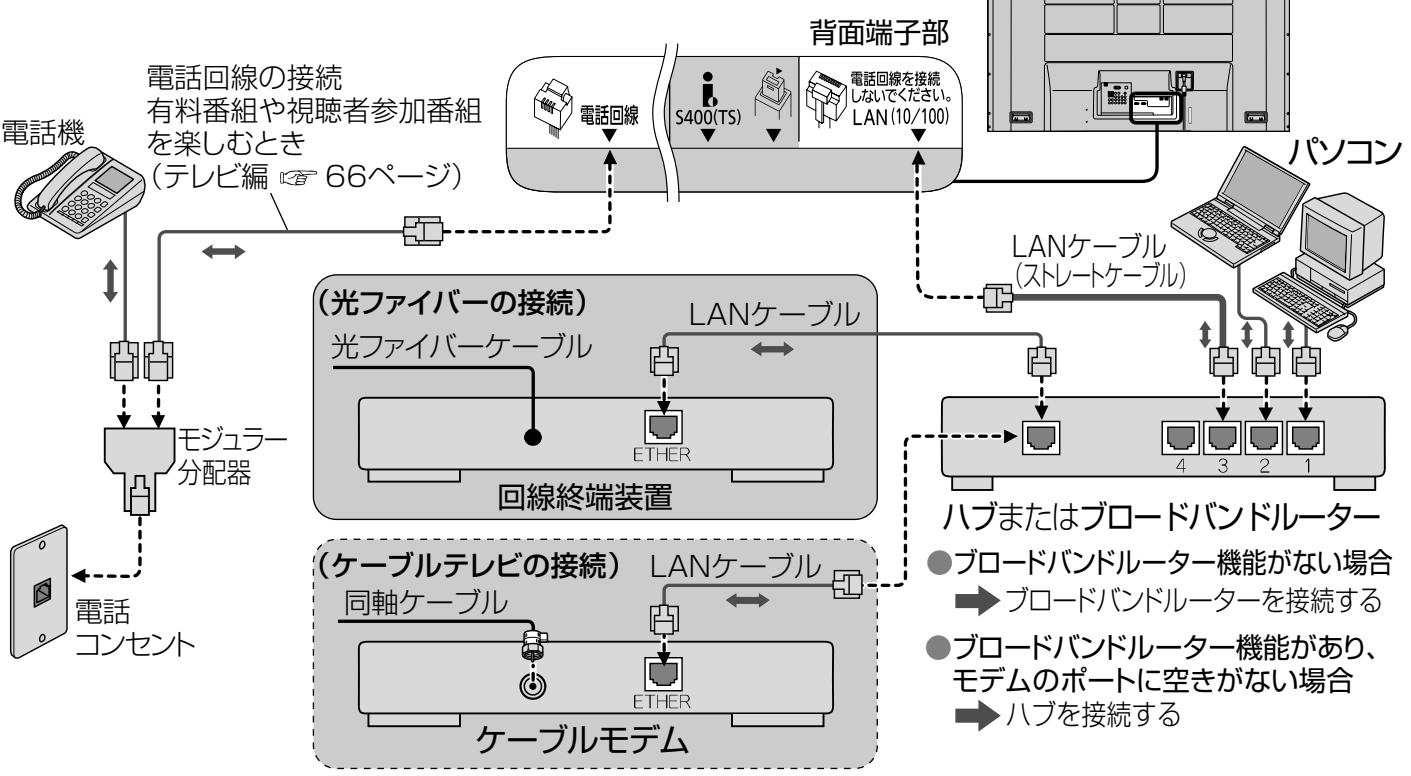 背面端子部
電話回線の接続
有料番組や視聴者参加番組
を楽しむとき
(テレビ編 ☞ 66ページ)
電話機
電話回線
S400(TS)
電話回線を接続
しないでください。
LAN(10/100)
パソコン
LANケーブル
(ストレートケーブル)
(光ファイバーの接続)
LANケーブル
光ファイバーケーブル
ETHER
回線終端装置
モジュラー
分配器
電話
コンセント
4 3 2 1
ハブまたはブロードバンドルーター
●ブロードバンドルーター機能がない場合
➡ブロードバンドルーターを接続する
●ブロードバンドルーター機能があり、
モデムのポートに空きがない場合
➡ハブを接続する
(ケーブルテレビの接続)
LANケーブル
同軸ケーブル
ETHER
ケーブルモデム